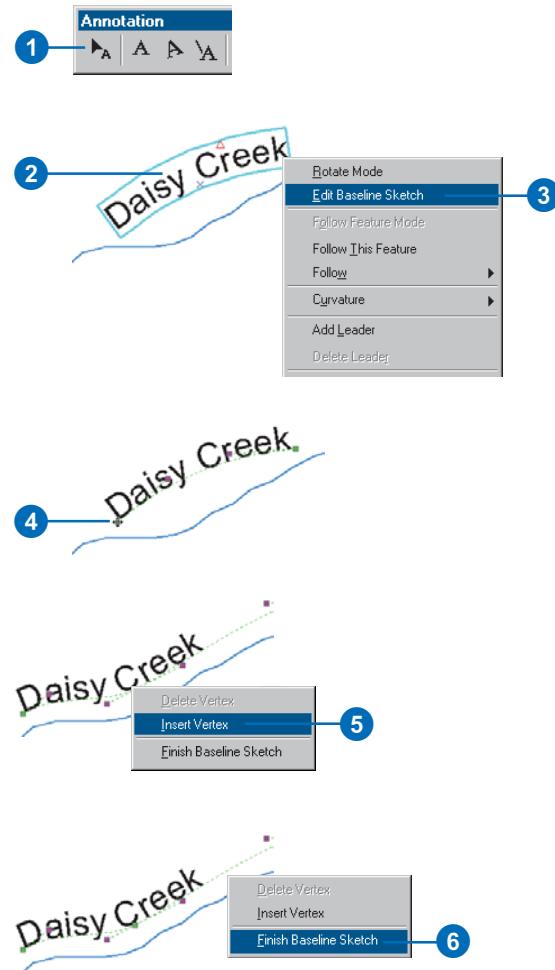 Annotation
1
A A A A
2
Daisy Creek
Rotate Mode
Edit Baseline Sketch
3
Follow Feature Mode
Follow This Feature
Follow
Curvature
Add Leader
Delete Leader
Daisy Creek
4
Daisy Creek
Delete Vertex
Insert Vertex
5
Finish Baseline Sketch
Daisy Creek
Delete Vertex
Insert Vertex
Finish Baseline Sketch
6